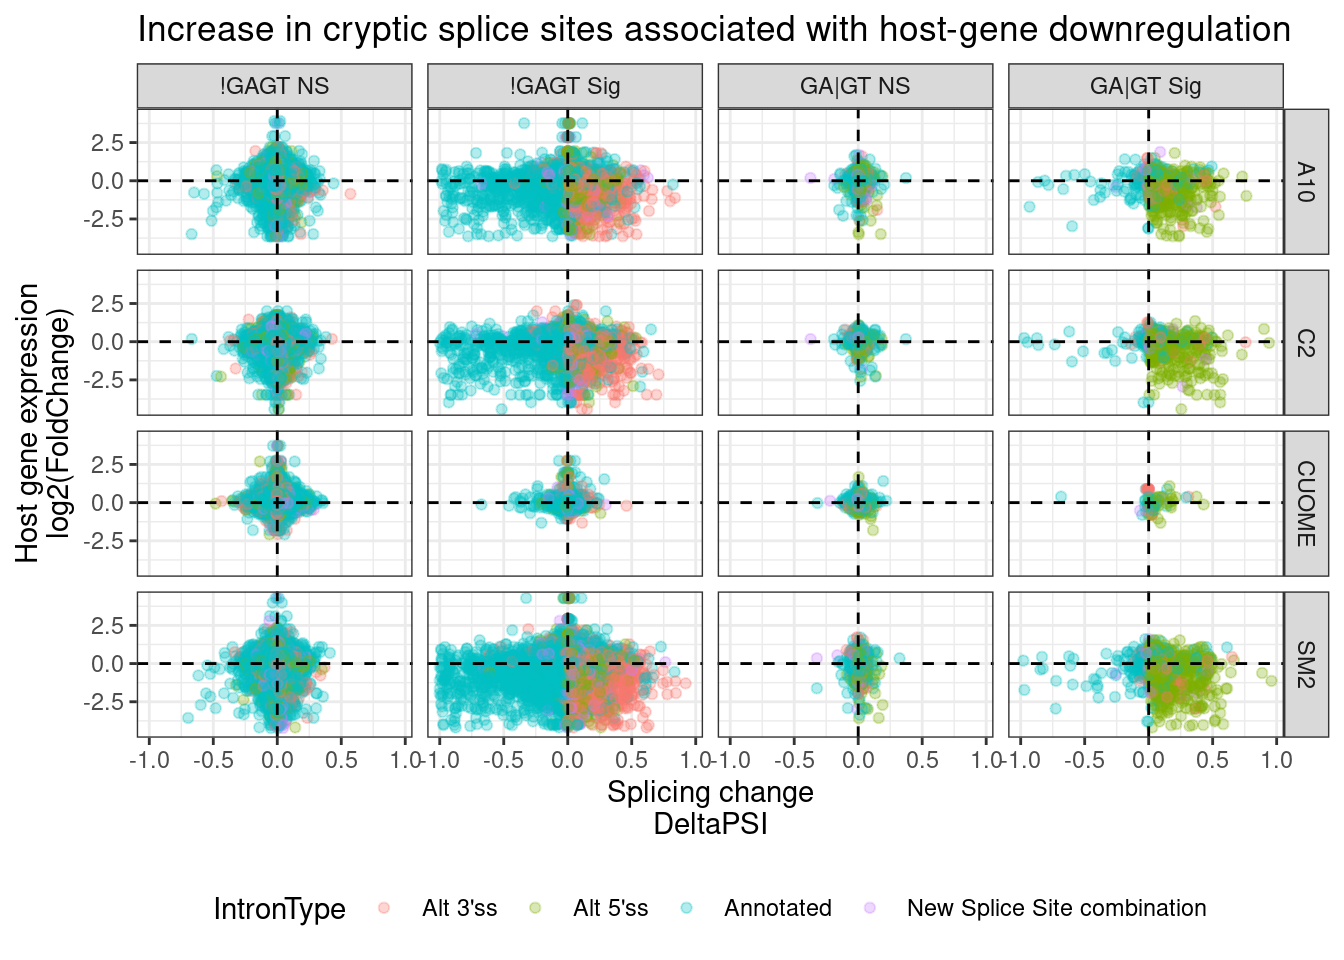 Increase in cryptic splice sites associated with host-gene downregulation
!GAGT NS
!GAGT Sig
GA|GT NS
GA|GT Sig
2.5
0.0
-2.5
A10
2.5
0.0
-2.5
C2
2.5
0.0
-2.5
CUOME
2.5
0.0
-2.5
SM2
Host gene expression
log2(FoldChange)
-1.0 -0.5 0.0 0.5 1.0
-1.0 -0.5 0.0 0.5 1.0
-1.0 -0.5 0.0 0.5 1.0
-1.0 -0.5 0.0 0.5 1.0
Splicing change
DeltaPSI
IntronType Alt 3'ss Alt 5'ss Annotated New Splice Site combination